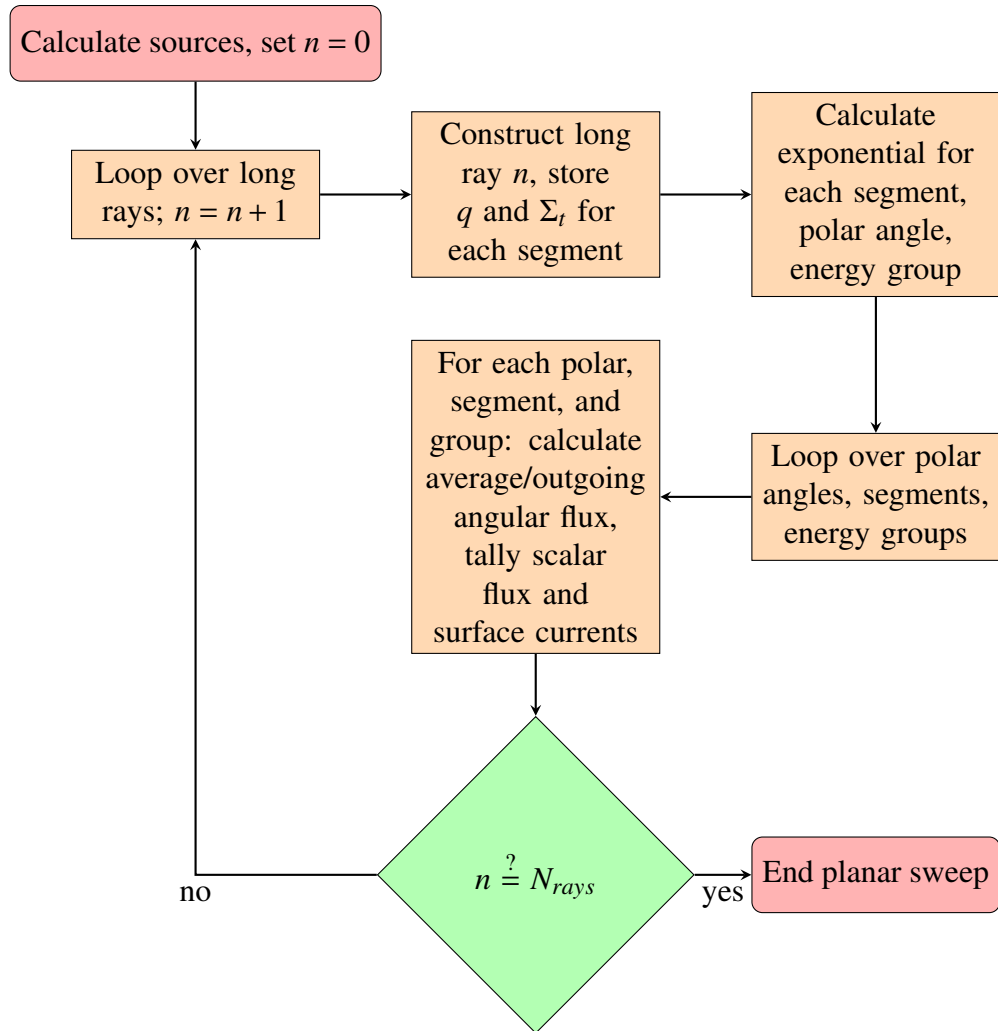 Calculate sources, set n = 0
Loop over long
rays; n = n + 1
Construct long
ray n, store
q and Σ_t for
each segment
Calculate
exponential for
each segment,
polar angle,
energy group
Loop over polar
angles, segments,
energy groups
For each polar,
segment, and
group: calculate
average/outgoing
angular flux,
tally scalar
flux and
surface currents
n ≟ N_rays
no
yes
End planar sweep